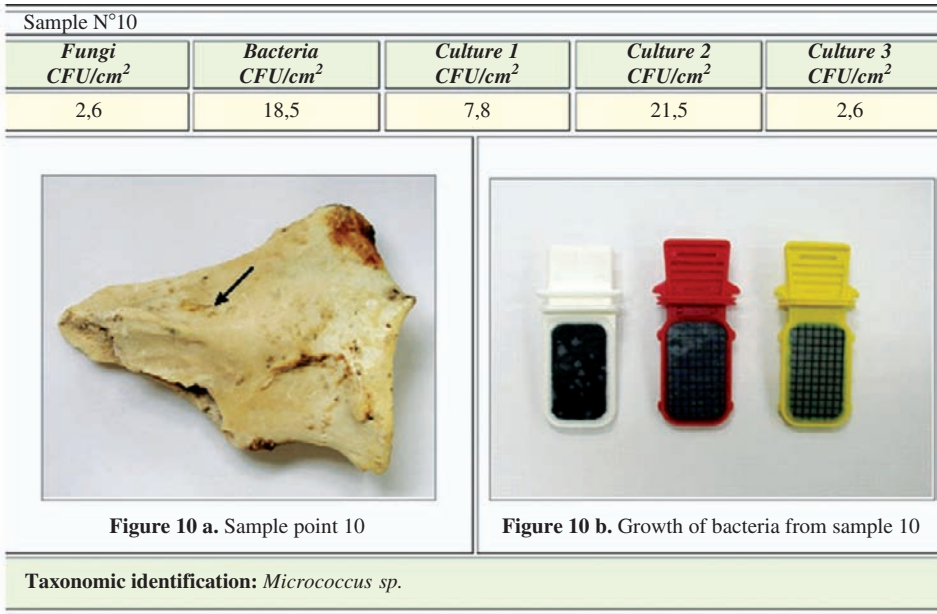 Sample N°10
Fungi CFU/cm² Bacteria CFU/cm² Culture 1 CFU/cm² Culture 2 CFU/cm² Culture 3 CFU/cm²
2,6 18,5 7,8 21,5 2,6
Figure 10 a. Sample point 10
Figure 10 b. Growth of bacteria from sample 10
Taxonomic identification: Micrococcus sp.